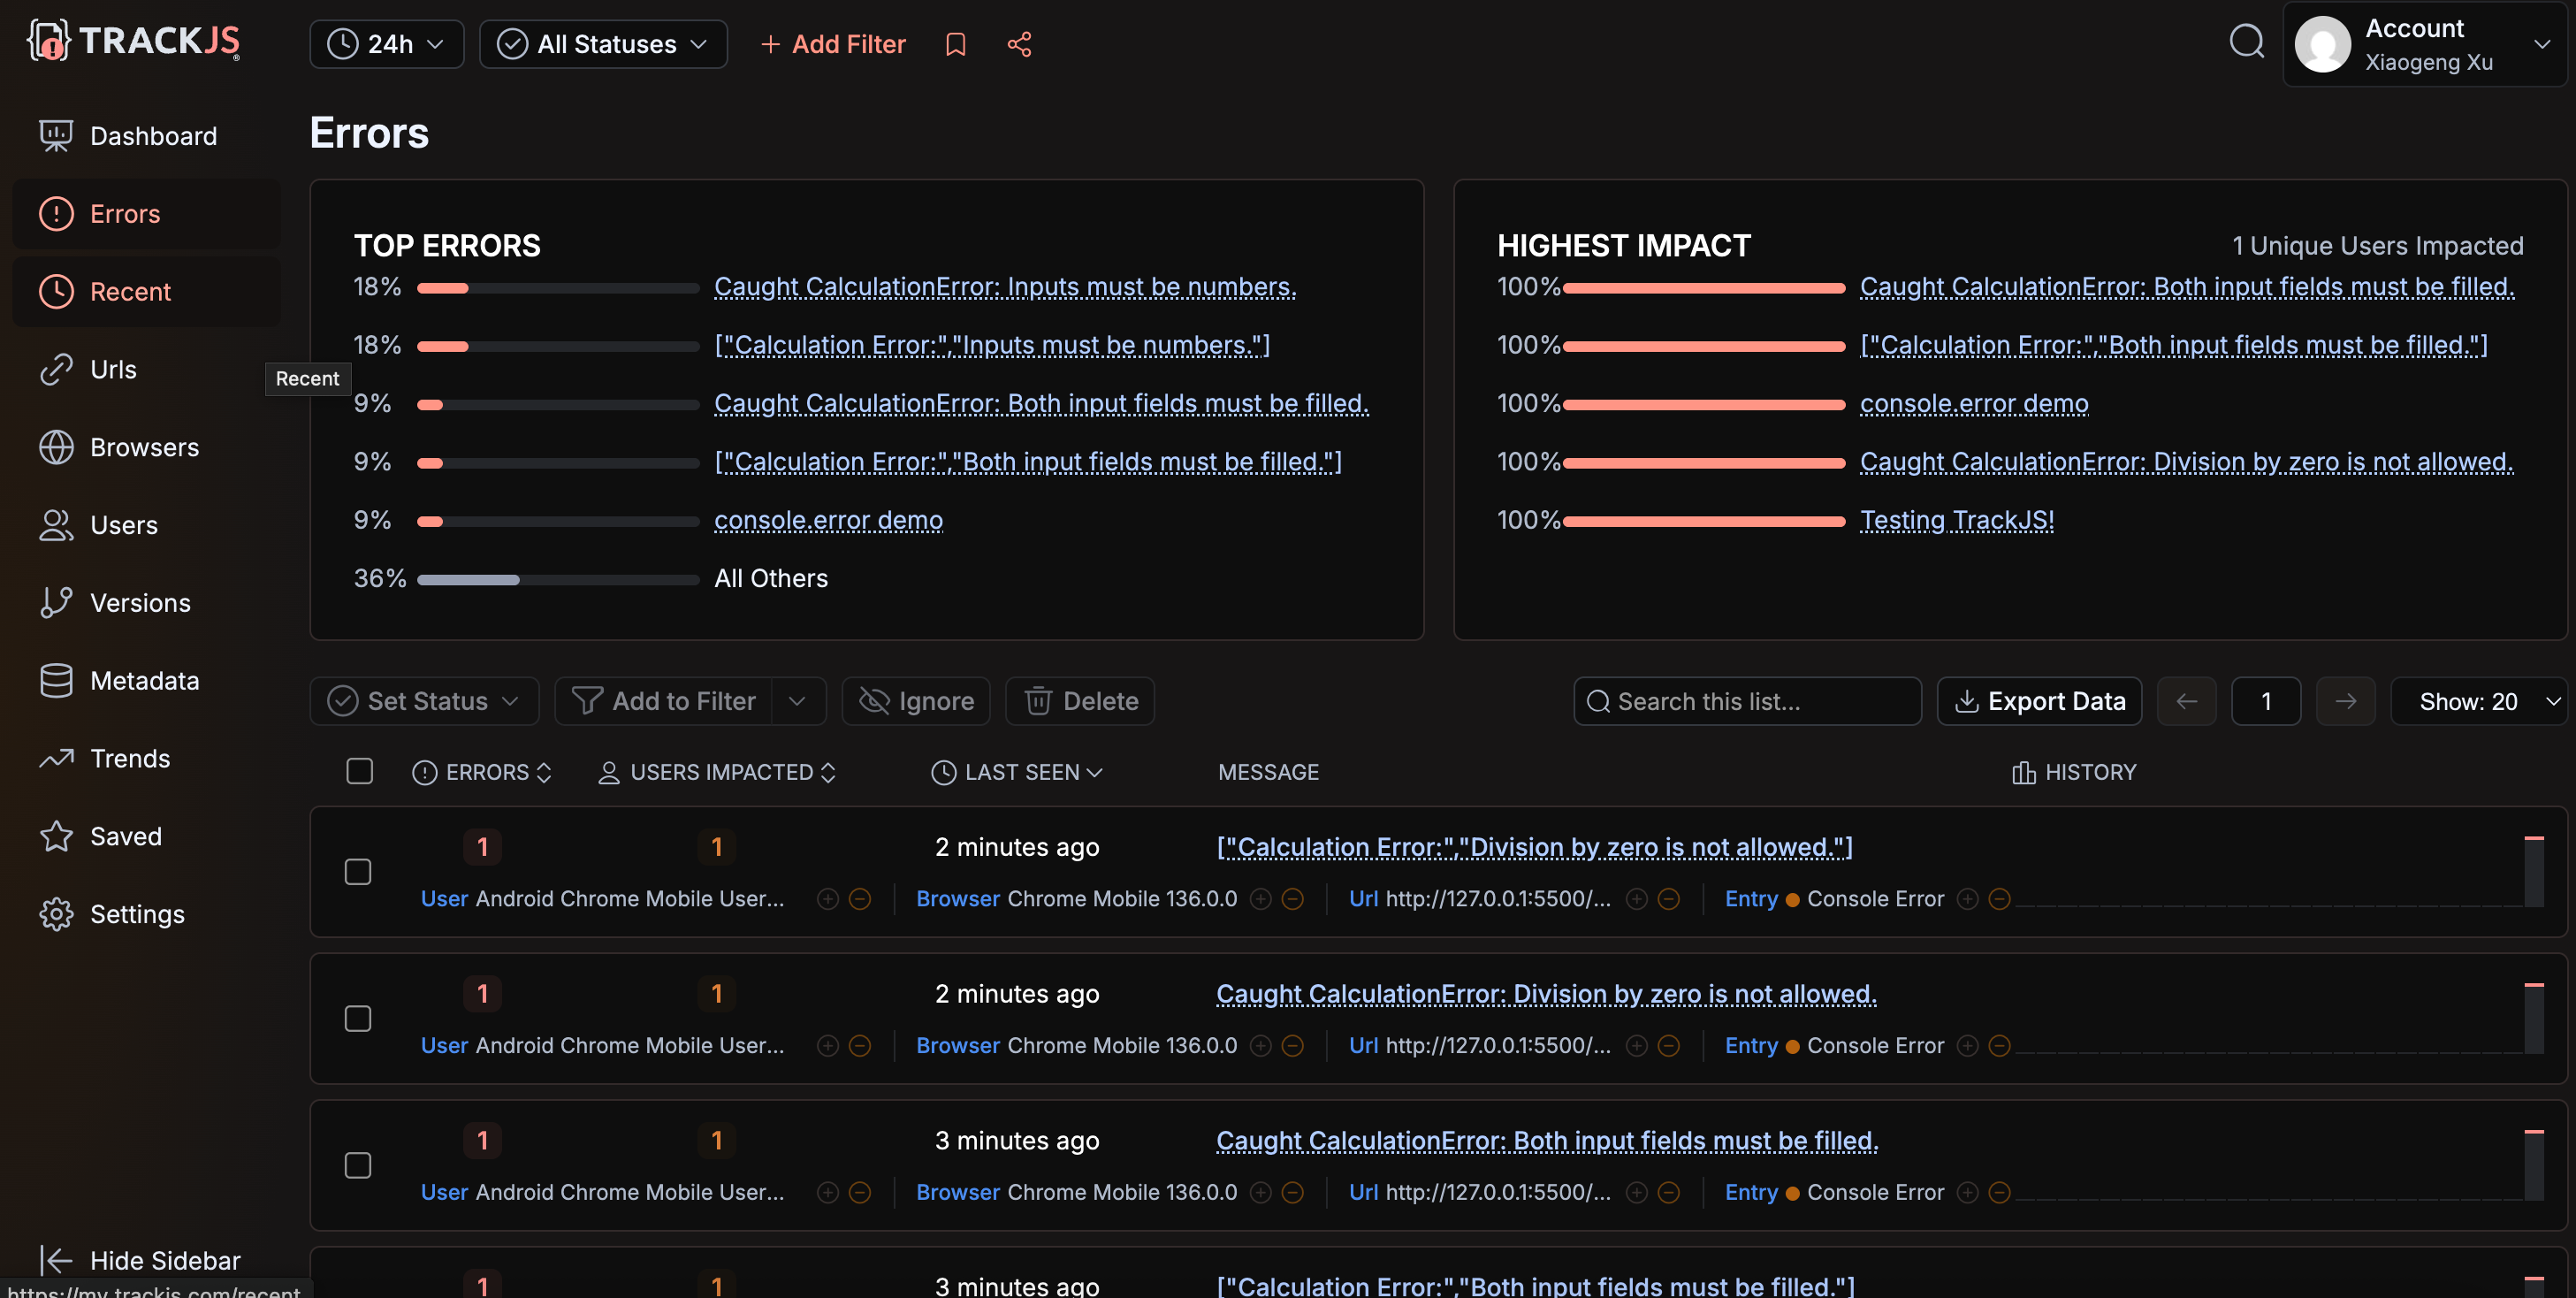 TRACKJS
24h
All Statuses
+ Add Filter
Account
Xiaogeng Xu
Dashboard
Errors
Recent
Urls
Browsers
Users
Versions
Metadata
Trends
Saved
Settings
Hide Sidebar
https://my.trackjs.com/recent
Recent
Errors
TOP ERRORS
18% Caught CalculationError: Inputs must be numbers.
18% ["Calculation Error:","Inputs must be numbers."]
9% Caught CalculationError: Both input fields must be filled.
9% ["Calculation Error:","Both input fields must be filled."]
9% console.error demo
36% All Others
HIGHEST IMPACT 1 Unique Users Impacted
100% Caught CalculationError: Both input fields must be filled.
100% ["Calculation Error:","Both input fields must be filled."]
100% console.error demo
100% Caught CalculationError: Division by zero is not allowed.
100% Testing TrackJS!
Set Status Add to Filter Ignore Delete Search this list... Export Data 1 Show: 20
ERRORS USERS IMPACTED LAST SEEN MESSAGE HISTORY
1 1 2 minutes ago ["Calculation Error:","Division by zero is not allowed."]
User Android Chrome Mobile User... Browser Chrome Mobile 136.0.0 Url http://127.0.0.1:5500/... Entry Console Error
1 1 2 minutes ago Caught CalculationError: Division by zero is not allowed.
User Android Chrome Mobile User... Browser Chrome Mobile 136.0.0 Url http://127.0.0.1:5500/... Entry Console Error
1 1 3 minutes ago Caught CalculationError: Both input fields must be filled.
User Android Chrome Mobile User... Browser Chrome Mobile 136.0.0 Url http://127.0.0.1:5500/... Entry Console Error
1 1 3 minutes ago ["Calculation Error:","Both input fields must be filled."]